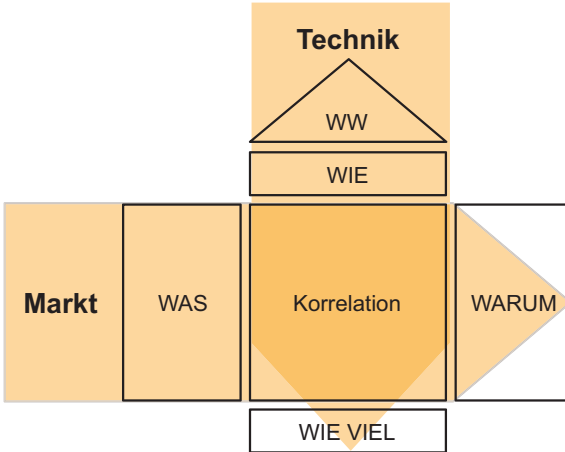 Technik
WW
WIE
Markt
WAS
Korrelation
WARUM
WIE VIEL